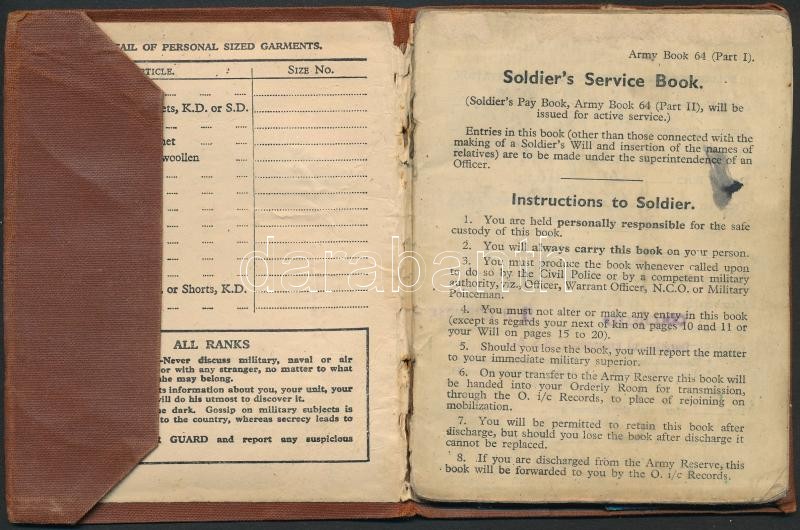 AIL OF PERSONAL SIZED GARMENTS.
TICLE. SIZE NO.
ets, K.D. or S.D.
net
woollen
or Shorts, K.D.
ALL RANKS
-Never discuss military, naval or air
or with any stranger, no matter to what
he may belong.
ts information about you, your unit, your
ill do his utmost to discover it.
he dark. Gossip on military subjects is
to the country, whereas secrecy leads to
GUARD and report any suspicious
Army Book 64 (Part I).
Soldier's Service Book.
(Soldier's Pay Book, Army Book 64 (Part II), will be
issued for active service.)
Entries in this book (other than those connected with the
making of a Soldier's Will and insertion of the names of
relatives) are to be made under the superintendence of an
Officer.
Instructions to Soldier.
1. You are held personally responsible for the safe
custody of this book.
2. You will always carry this book on your person.
3. You must produce the book whenever called upon
to do so by the Civil Police or by a competent military
authority, viz., Officer, Warrant Officer, N.C.O. or Military
Policeman.
4. You must not alter or make any entry in this book
(except as regards your next of kin on pages 10 and 11 or
your Will on pages 15 to 20).
5. Should you lose the book, you will report the matter
to your immediate military superior.
6. On your transfer to the Army Reserve this book will
be handed into your Orderly Room for transmission,
through the O. i/c Records, to place of rejoining on
mobilization.
7. You will be permitted to retain this book after
discharge, but should you lose the book after discharge it
cannot be replaced.
8. If you are discharged from the Army Reserve, this
book will be forwarded to you by the O. i/c Records.
darabanth